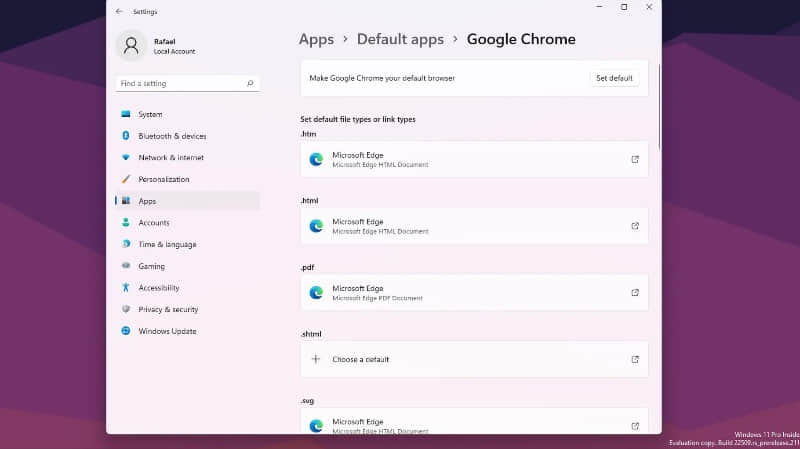 Settings
Rafael
Local Account
Find a setting
System
Bluetooth & devices
Network & internet
Personalization
Apps
Accounts
Time & language
Gaming
Accessibility
Privacy & security
Windows Update
Apps > Default apps > Google Chrome
Make Google Chrome your default browser
Set default
Set default file types or link types
.htm
Microsoft Edge
Microsoft Edge HTML Document
.html
Microsoft Edge
Microsoft Edge HTML Document
.pdf
Microsoft Edge
Microsoft Edge PDF Document
.shtml
Choose a default
.svg
Microsoft Edge
Microsoft Edge HTML Document
Windows 11 Pro Inside
Evaluation copy. Build 22509.rs_prerelease.211